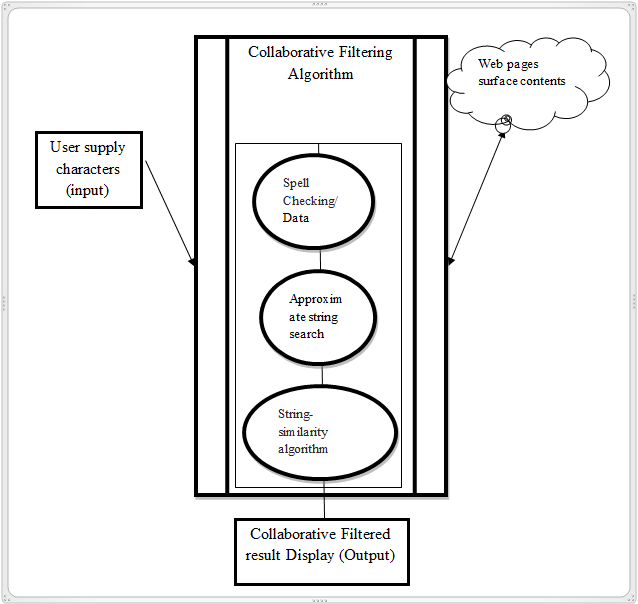 Collaborative Filtering
Algorithm
Web pages
surface contents
User supply
characters
(input)
Spell
Checking/
Data
Approxim
ate string
search
String-
similarity
algorithm
Collaborative Filtered
result Display (Output)